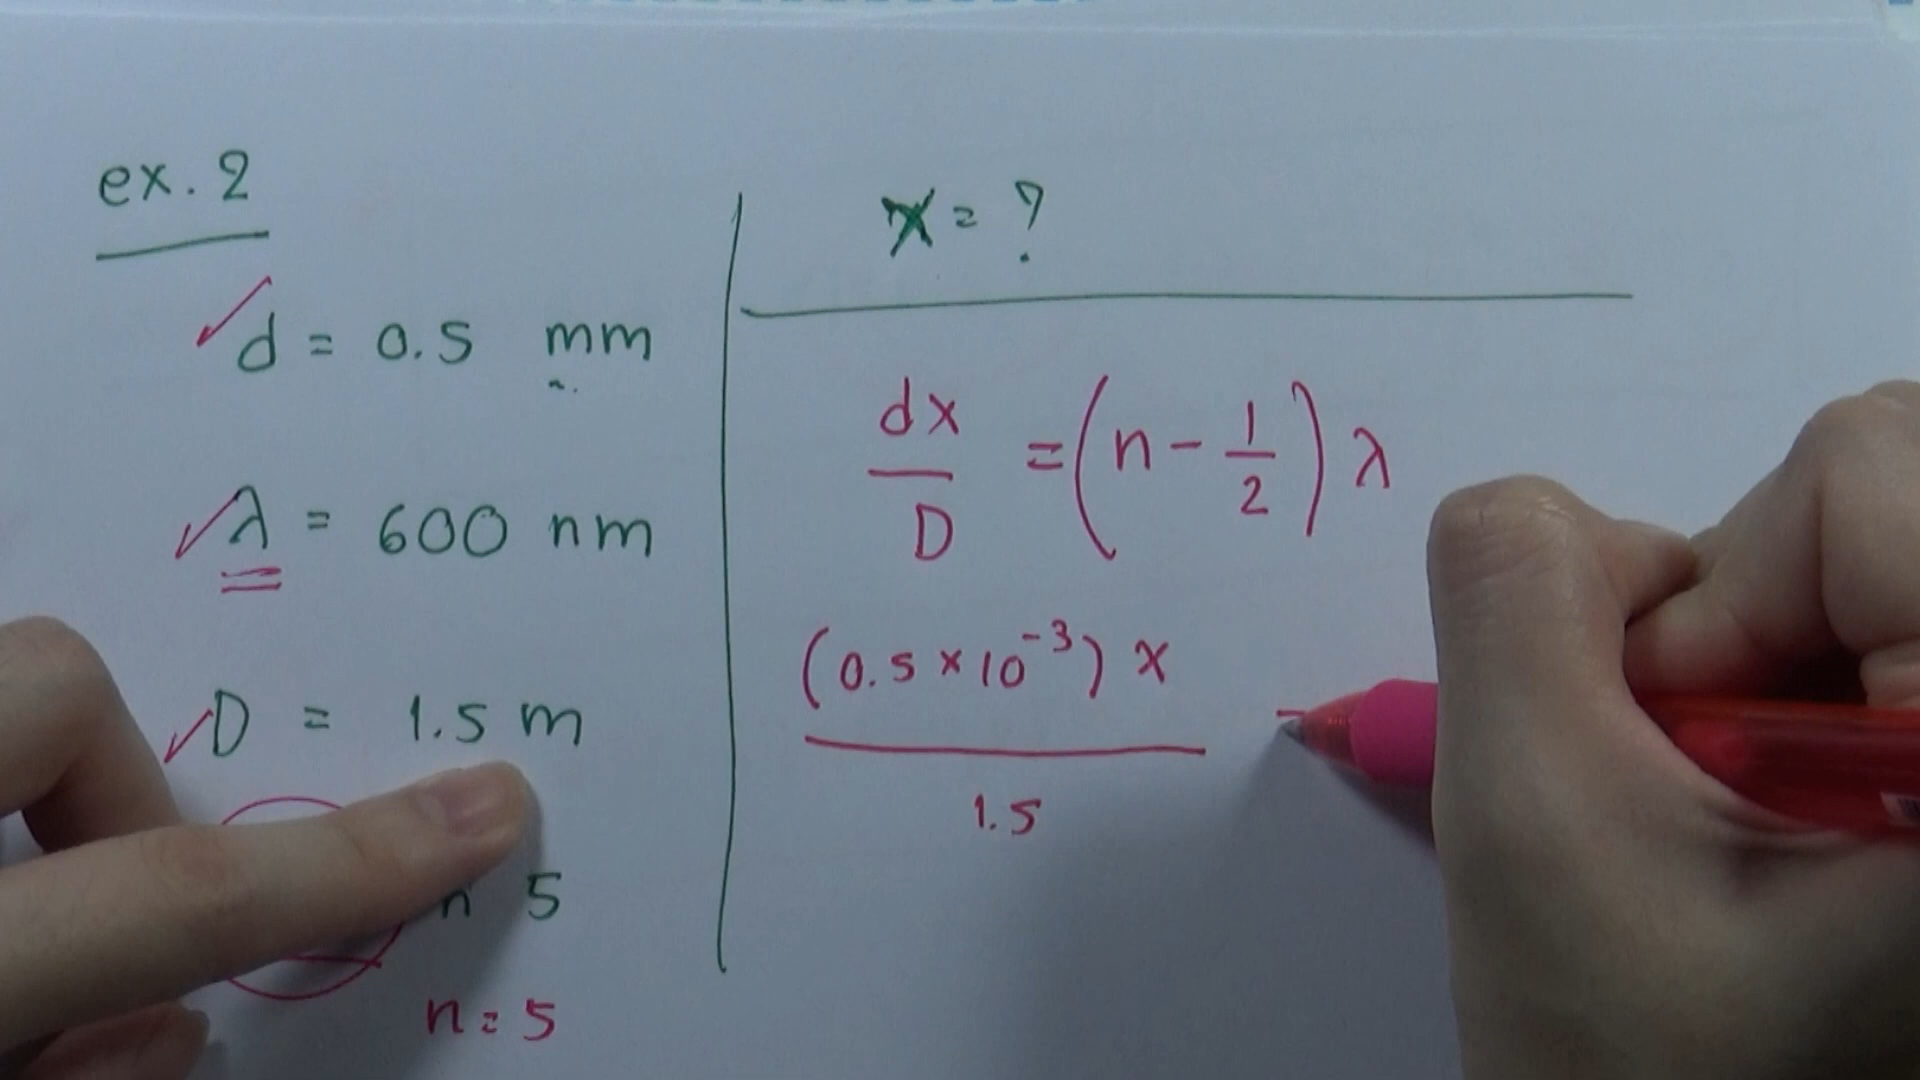 ex. 2
d = 0.5 mm
λ = 600 nm
D = 1.5 m
n 5
n = 5
x = ?
dx/D = (n - 1/2) λ
(0.5 × 10⁻³) x / 1.5